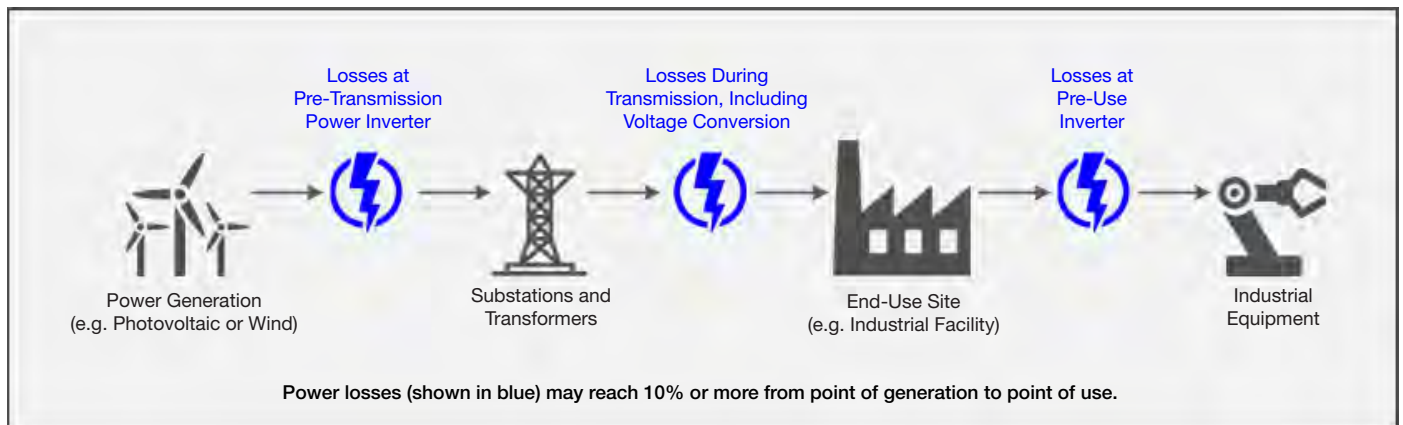 Losses at
Pre-Transmission
Power Inverter
Losses During
Transmission, Including
Voltage Conversion
Losses at
Pre-Use
Inverter
Power Generation
(e.g. Photovoltaic or Wind)
Substations and
Transformers
End-Use Site
(e.g. Industrial Facility)
Industrial
Equipment
Power losses (shown in blue) may reach 10% or more from point of generation to point of use.